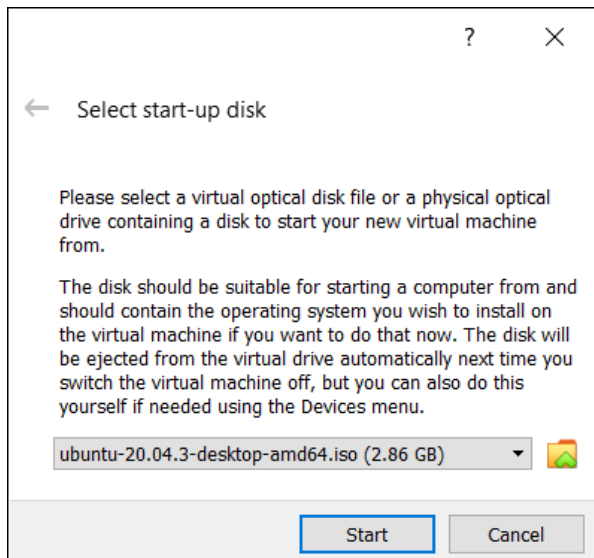 ?
Select start-up disk
Please select a virtual optical disk file or a physical optical
drive containing a disk to start your new virtual machine
from.
The disk should be suitable for starting a computer from and
should contain the operating system you wish to install on
the virtual machine if you want to do that now. The disk will
be ejected from the virtual drive automatically next time you
switch the virtual machine off, but you can also do this
yourself if needed using the Devices menu.
ubuntu-20.04.3-desktop-amd64.iso (2.86 GB)
Start Cancel